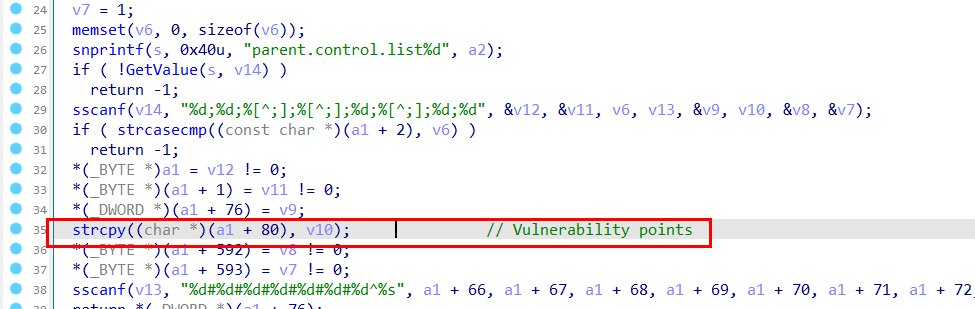 24 v7 = 1;
25 memset(v6, 0, sizeof(v6));
26 snprintf(s, 0x40u, "parent.control.list%d", a2);
27 if ( !GetValue(s, v14) )
28 return -1;
29 sscanf(v14, "%d;%d;%[^;];%[^;];%d;%[^;];%d;%d", &v12, &v11, v6, v13, &v9, v10, &v8, &v7);
30 if ( strcasecmp((const char *)(a1 + 2), v6) )
31 return -1;
32 *(_BYTE *)a1 = v12 != 0;
33 *(_BYTE *)(a1 + 1) = v11 != 0;
34 *(_DWORD *)(a1 + 76) = v9;
35 strcpy((char *)(a1 + 80), v10); // Vulnerability points
36 *(_BYTE *)(a1 + 592) = v8 != 0;
37 *(_BYTE *)(a1 + 593) = v7 != 0;
38 sscanf(v13, "%d#%d#%d#%d#%d#%d#%d^%s", a1 + 66, a1 + 67, a1 + 68, a1 + 69, a1 + 70, a1 + 71, a1 + 72,
39 return *(_DWORD *)(a1 + 76);